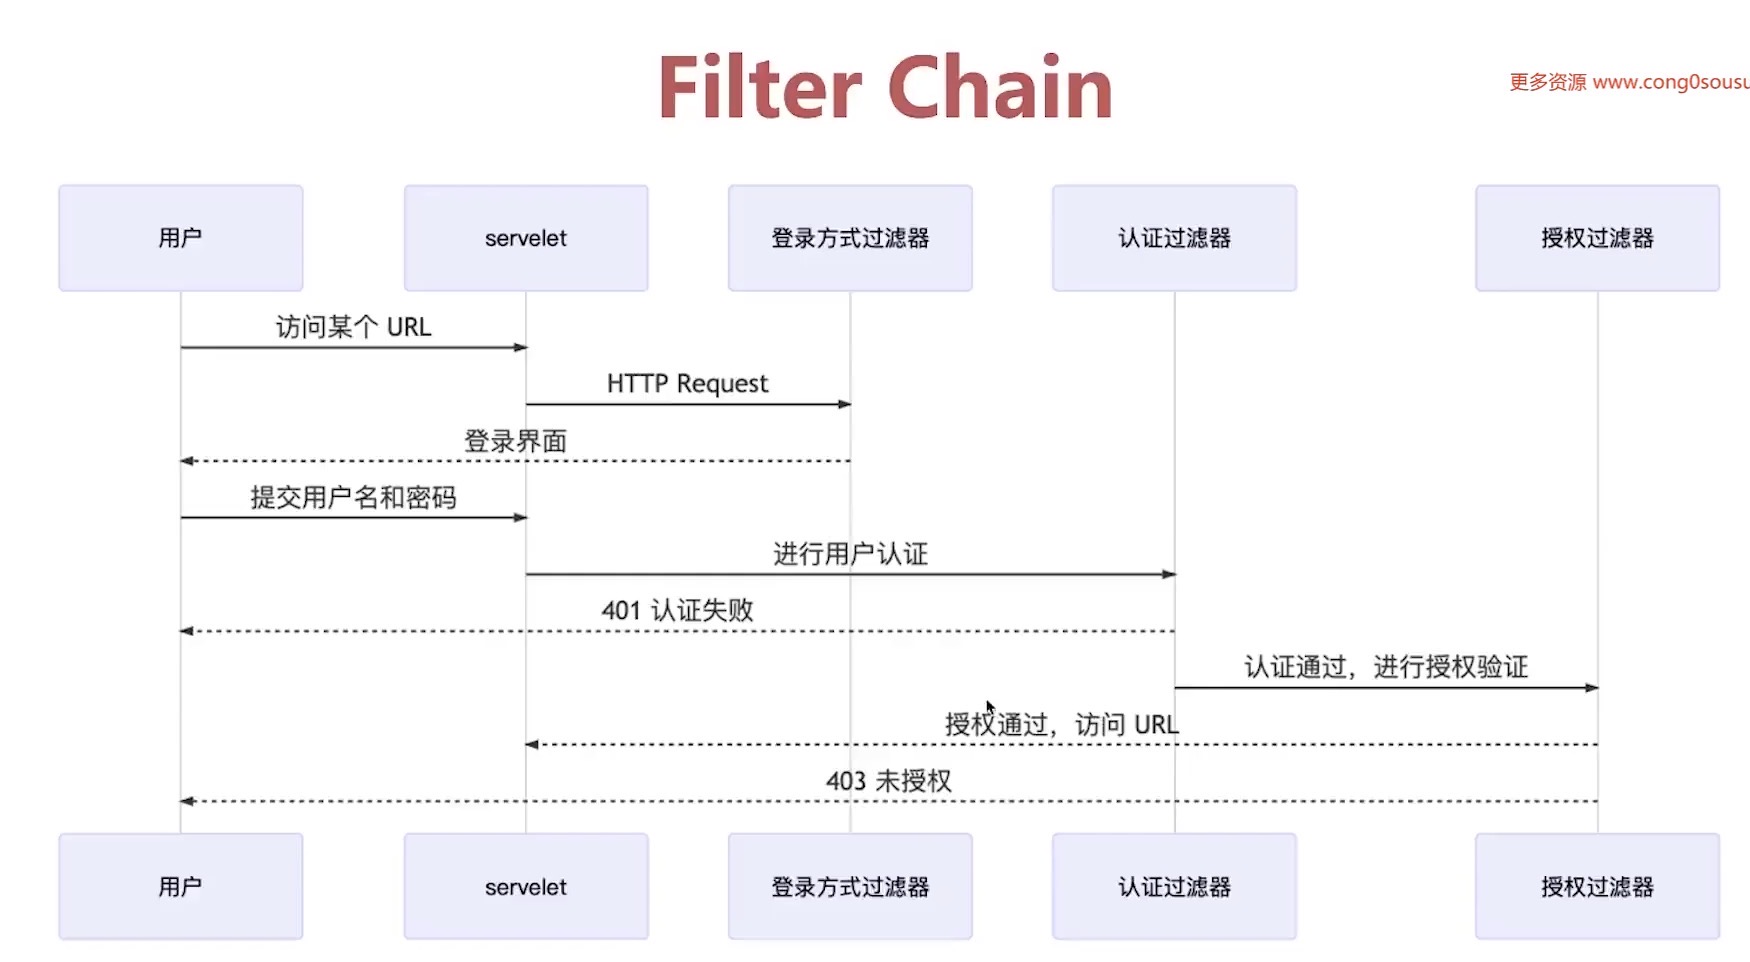 Filter Chain
更多资源 www.cong0sousu
用户
servelet
登录方式过滤器
认证过滤器
授权过滤器
访问某个 URL
HTTP Request
登录界面
提交用户名和密码
进行用户认证
401 认证失败
认证通过，进行授权验证
授权通过，访问 URL
403 未授权
用户
servelet
登录方式过滤器
认证过滤器
授权过滤器